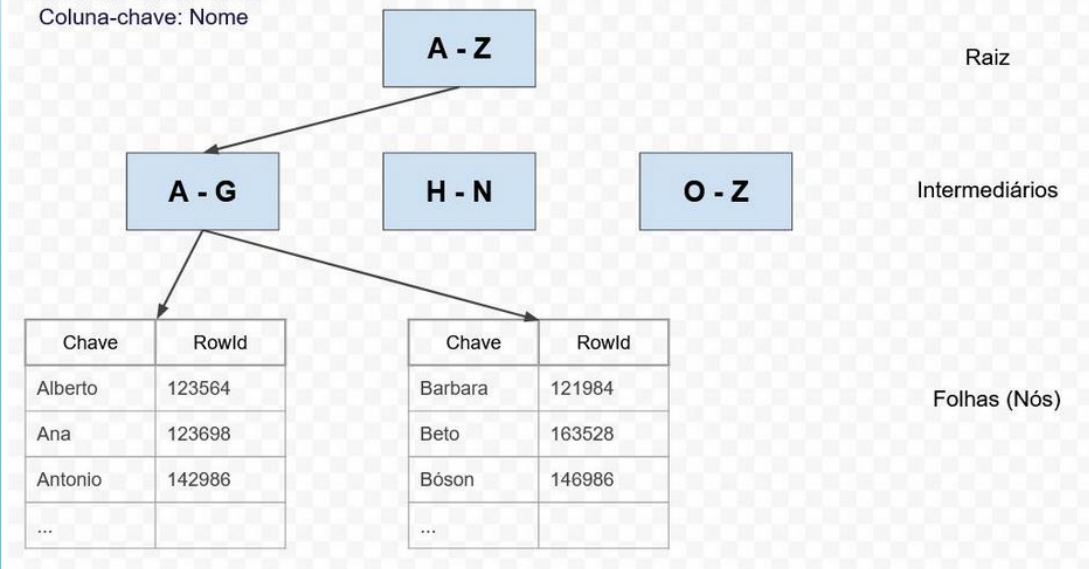 Coluna-chave: Nome
A - Z
Raiz
A - G
H - N
O - Z
Intermediários
Chave RowId
Alberto 123564
Ana 123698
Antonio 142986
...
Chave RowId
Barbara 121984
Beto 163528
Bóson 146986
...
Folhas (Nós)